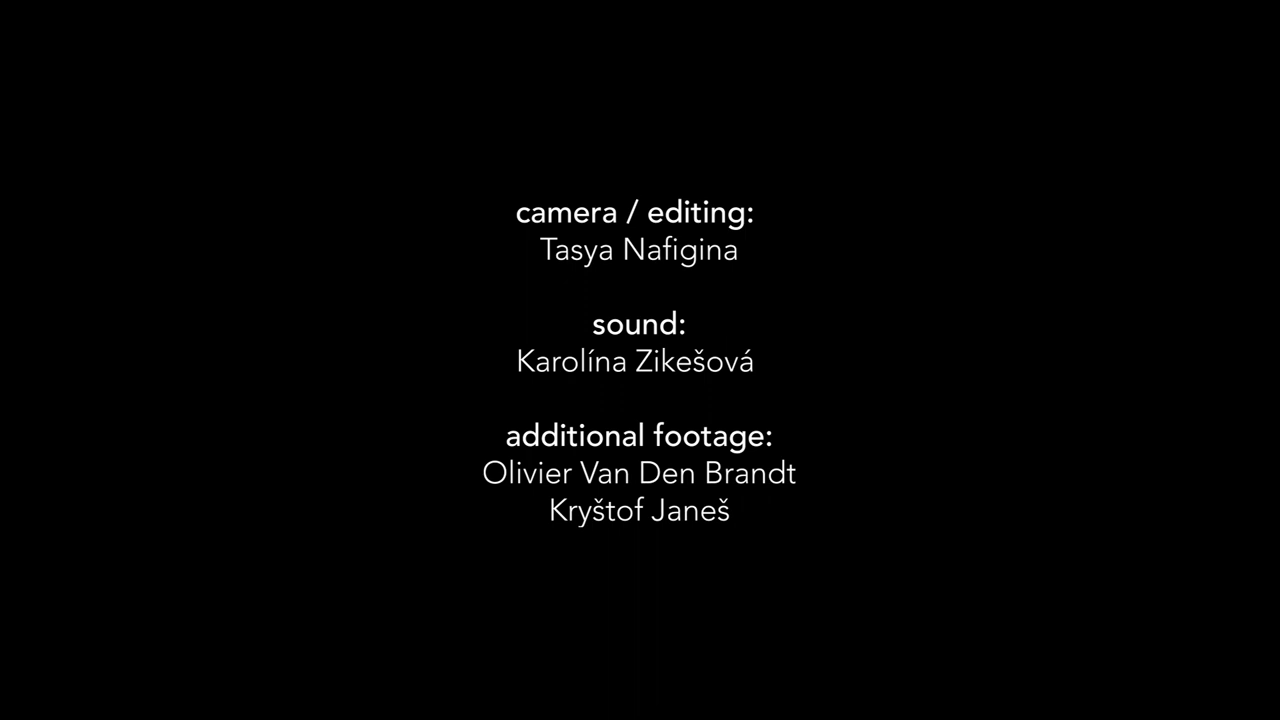 camera / editing:
Tasya Nafigina
sound:
Karolína Zikešová
additional footage:
Olivier Van Den Brandt
Kryštof Janeš